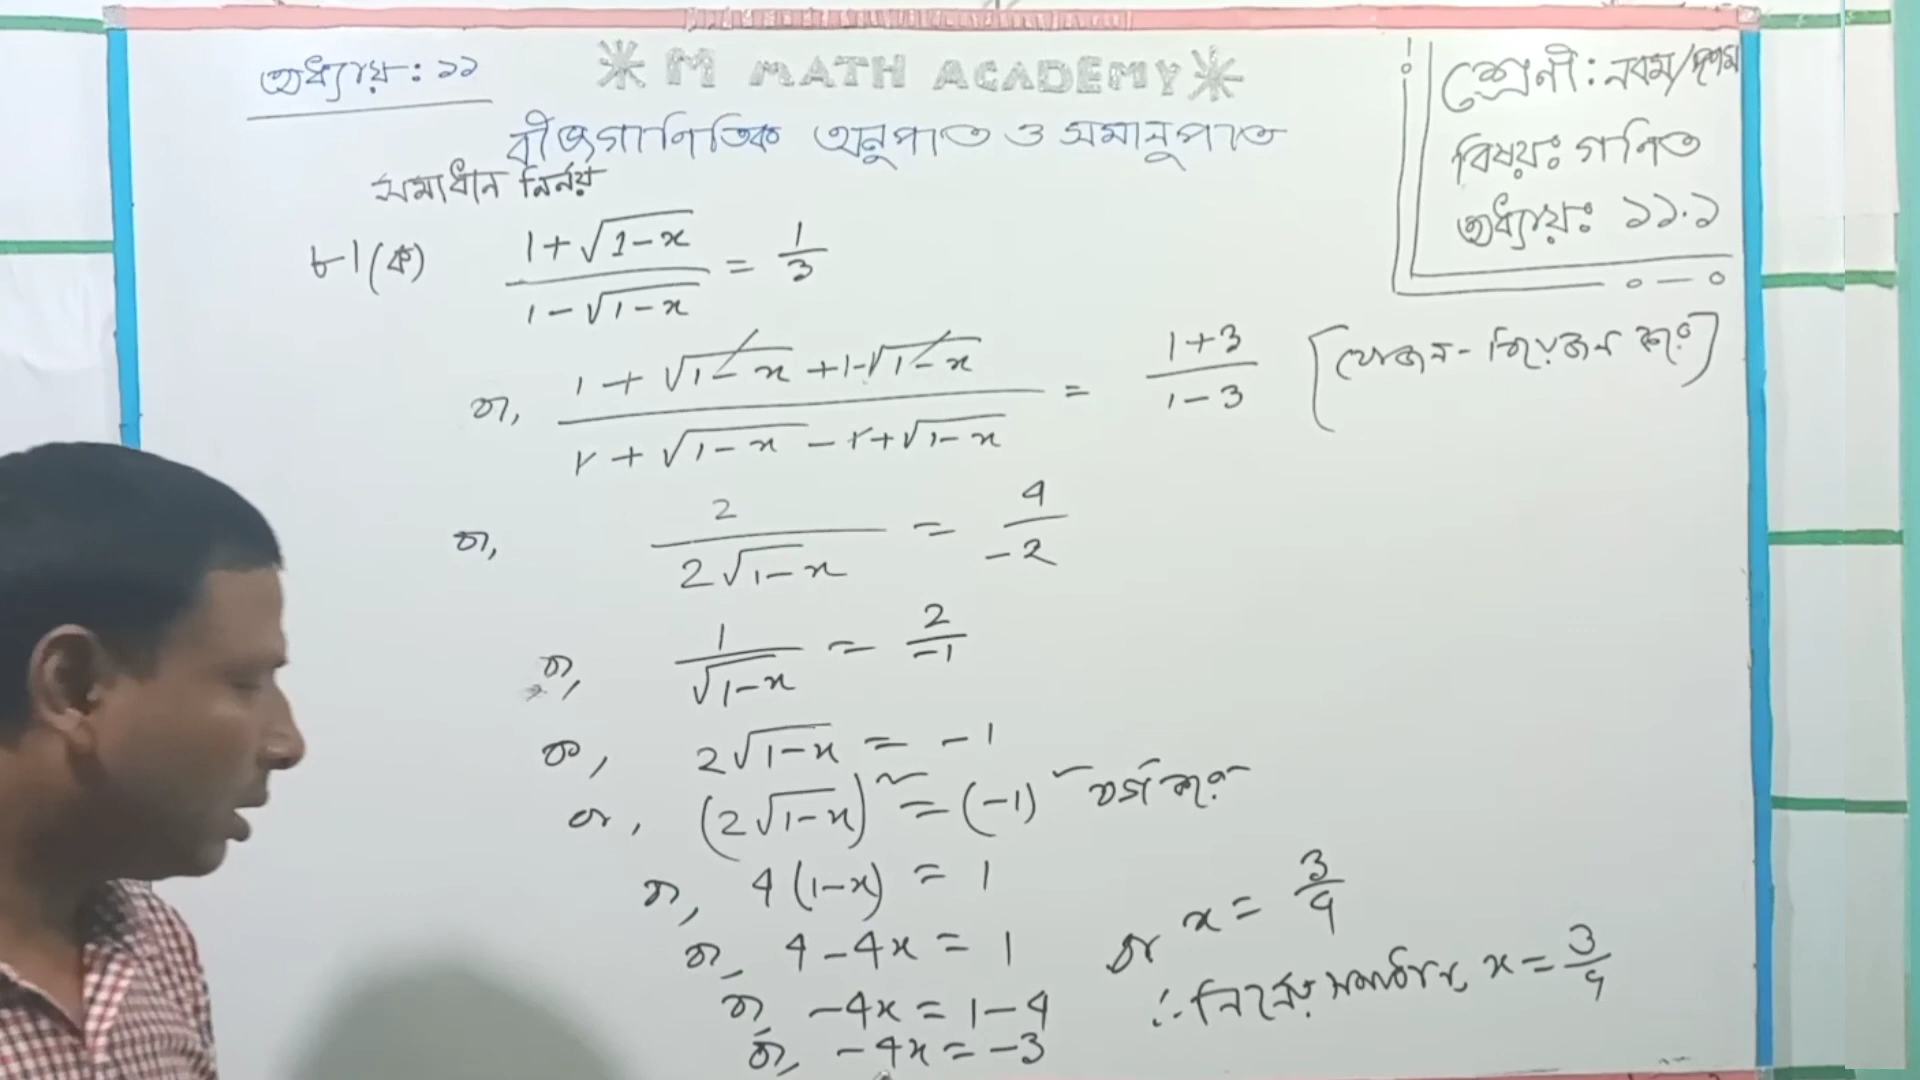 অধ্যায় : ১১
M MATH ACADEMY
বীজগাণিতিক অনুপাত ও সমানুপাত
শ্রেনী : নবম/দশম
বিষয়ঃ গনিত
অধ্যায়ঃ ১১.১
সমাধান নির্নয়
৮। (ক) (1+√(1-x))/(1-√(1-x)) = 1/3
বা, (1+√(1-x)+1-√(1-x))/(1+√(1-x)-1+√(1-x)) = (1+3)/(1-3) [যোজন-বিয়োজন করে]
বা, 2/(2√(1-x)) = 4/-2
বা, 1/√(1-x) = 2/-1
বা, 2√(1-x) = -1
বা, (2√(1-x))² = (-1)² বর্গ করে
বা, 4(1-x) = 1
বা, 4-4x = 1
বা, -4x = 1-4
বা, -4x = -3
বা x = 3/4
∴ নির্নেয় সমাধান, x = 3/4